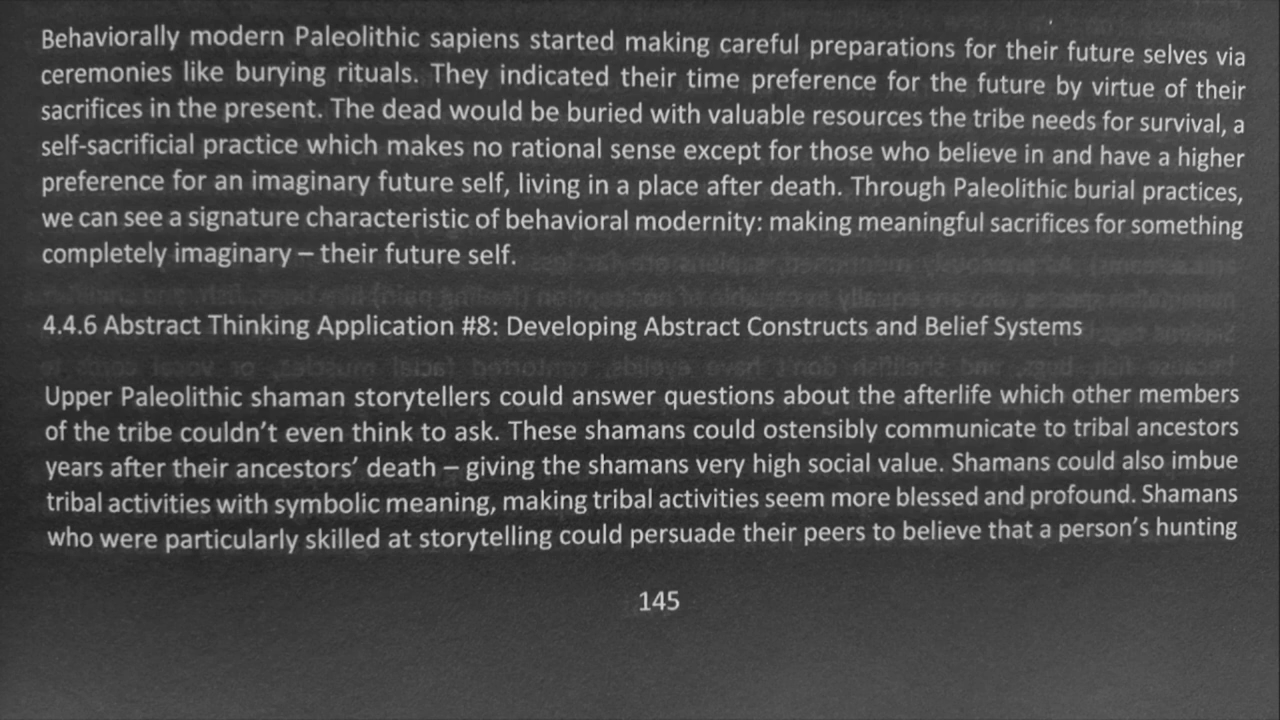 Behaviorally modern Paleolithic sapiens started making careful preparations for their future selves via
ceremonies like burying rituals. They indicated their time preference for the future by virtue of their
sacrifices in the present. The dead would be buried with valuable resources the tribe needs for survival, a
self-sacrificial practice which makes no rational sense except for those who believe in and have a higher
preference for an imaginary future self, living in a place after death. Through Paleolithic burial practices,
we can see a signature characteristic of behavioral modernity: making meaningful sacrifices for something
completely imaginary – their future self.
4.4.6 Abstract Thinking Application #8: Developing Abstract Constructs and Belief Systems
Upper Paleolithic shaman storytellers could answer questions about the afterlife which other members
of the tribe couldn't even think to ask. These shamans could ostensibly communicate to tribal ancestors
years after their ancestors' death – giving the shamans very high social value. Shamans could also imbue
tribal activities with symbolic meaning, making tribal activities seem more blessed and profound. Shamans
who were particularly skilled at storytelling could persuade their peers to believe that a person's hunting
145